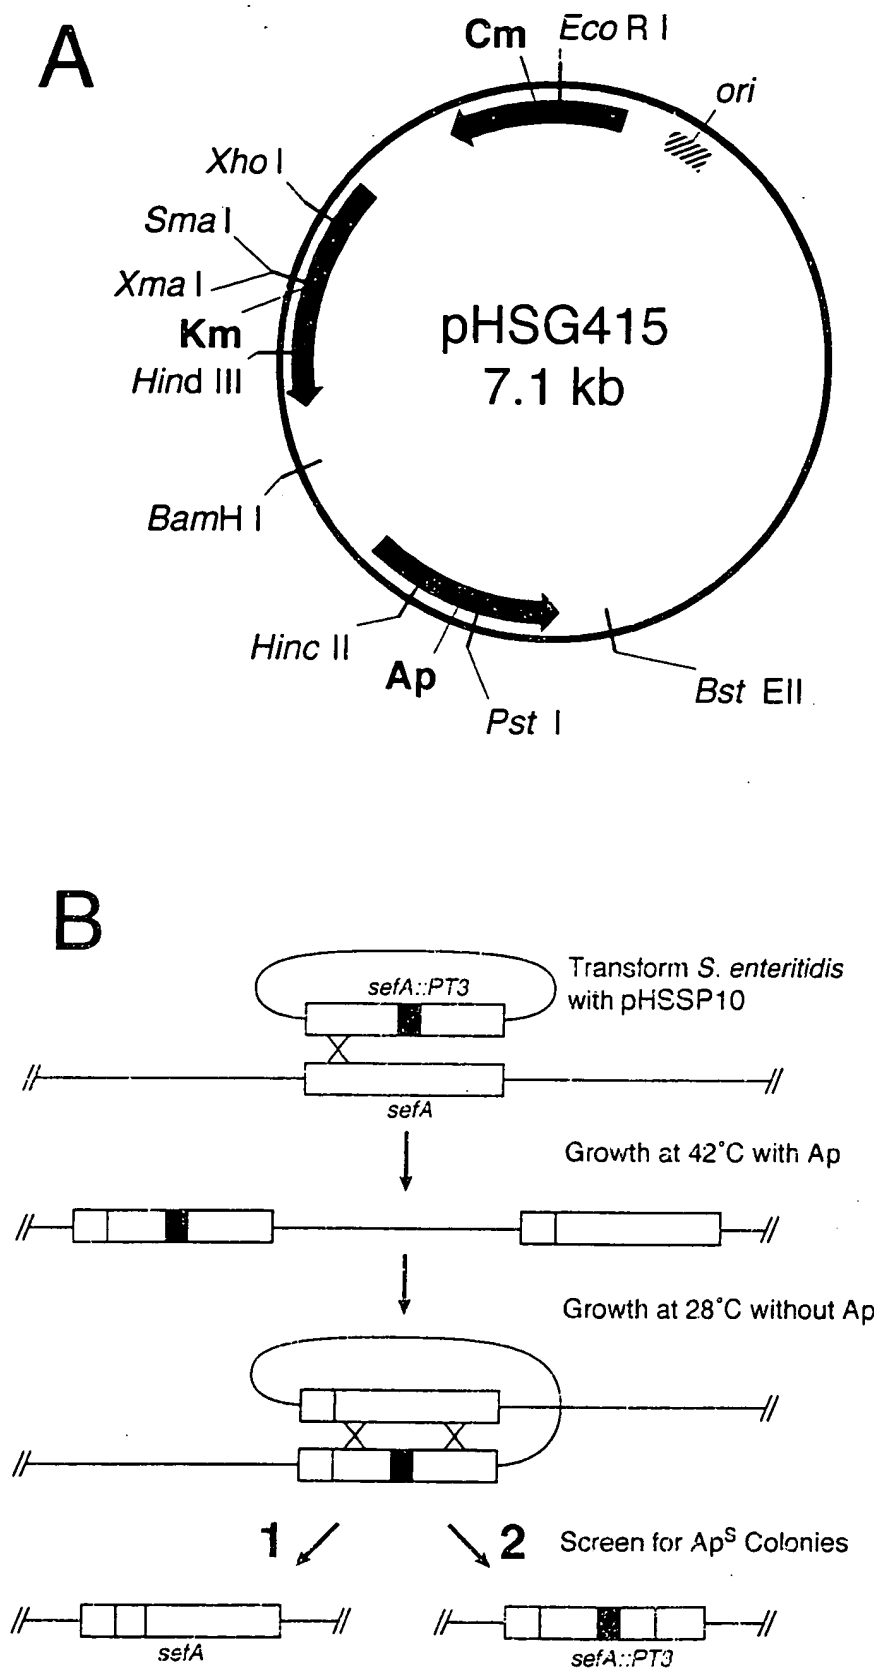 A
Cm
Eco R I
ori
Xho I
Sma I
Xma I
Km
Hind III
pHSG415
7.1 kb
BamH I
Hinc II
Ap
Pst I
Bst EII
B
sefA::PT3
Transform S. enteritidis
with pHSSP10
sefA
Growth at 42°C with Ap
Growth at 28°C without Ap
1
2
Screen for Apˢ Colonies
sefA
sefA::PT3